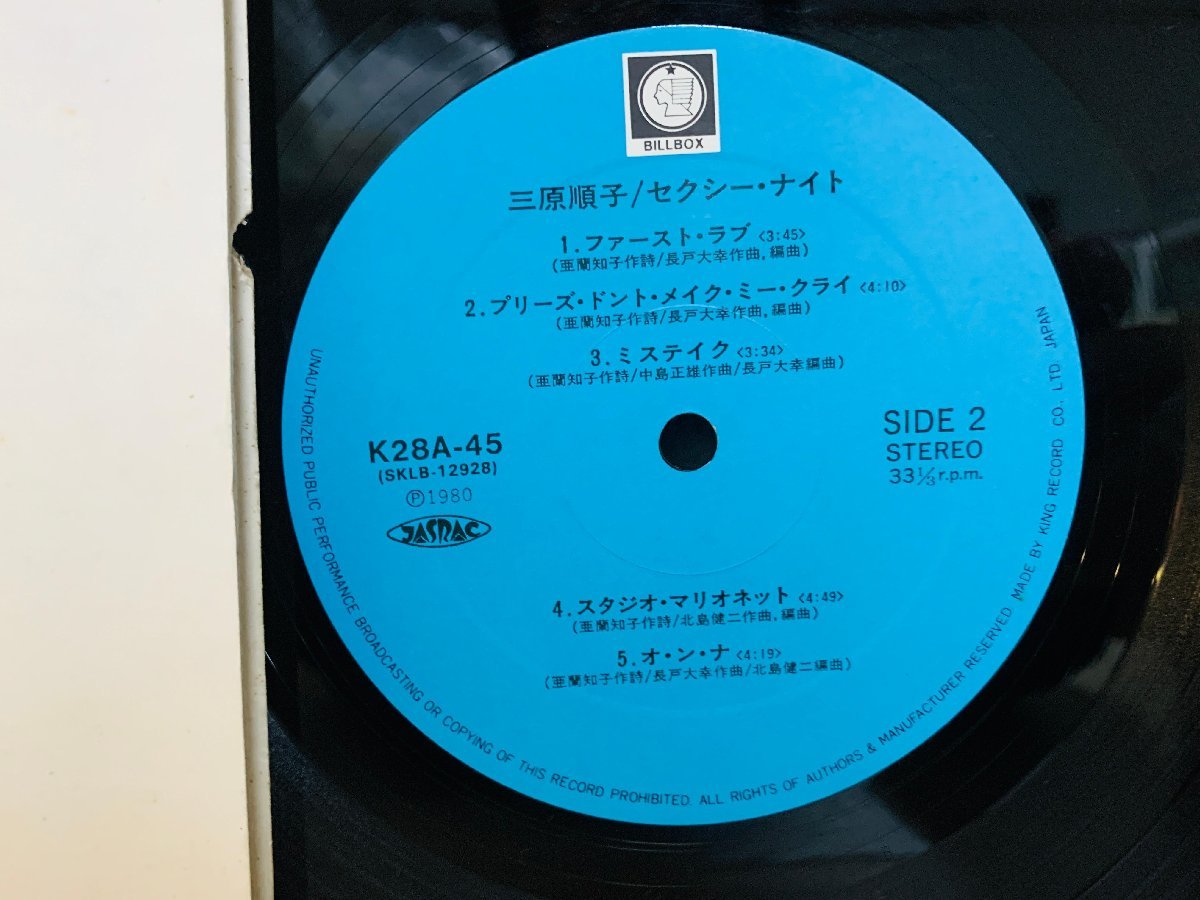 BILLBOX
三原順子/セクシー・ナイト
1.ファースト・ラブ〈3:45〉
(亜蘭知子作詩/長戸大幸作曲,編曲)
2.プリーズ・ドント・メイク・ミー・クライ〈4:10〉
(亜蘭知子作詩/長戸大幸作曲,編曲)
3.ミステイク〈3:34〉
(亜蘭知子作詩/中島正雄作曲/長戸大幸編曲)
K28A-45
(SKLB-12928)
Ⓟ1980
JASRAC
SIDE 2
STEREO
33⅓r.p.m.
4.スタジオ・マリオネット〈4:49〉
(亜蘭知子作詩/北島健二作曲,編曲)
5.オ・ン・ナ〈4:19〉
(亜蘭知子作詩/長戸大幸作曲/北島健二編曲)
UNAUTHORIZED PUBLIC PERFORMANCE BROADCASTING OR COPYING OF THIS RECORD PROHIBITED. ALL RIGHTS OF AUTHORS & MANUFACTURER RESERVED. MADE BY KING RECORD CO., LTD. JAPAN